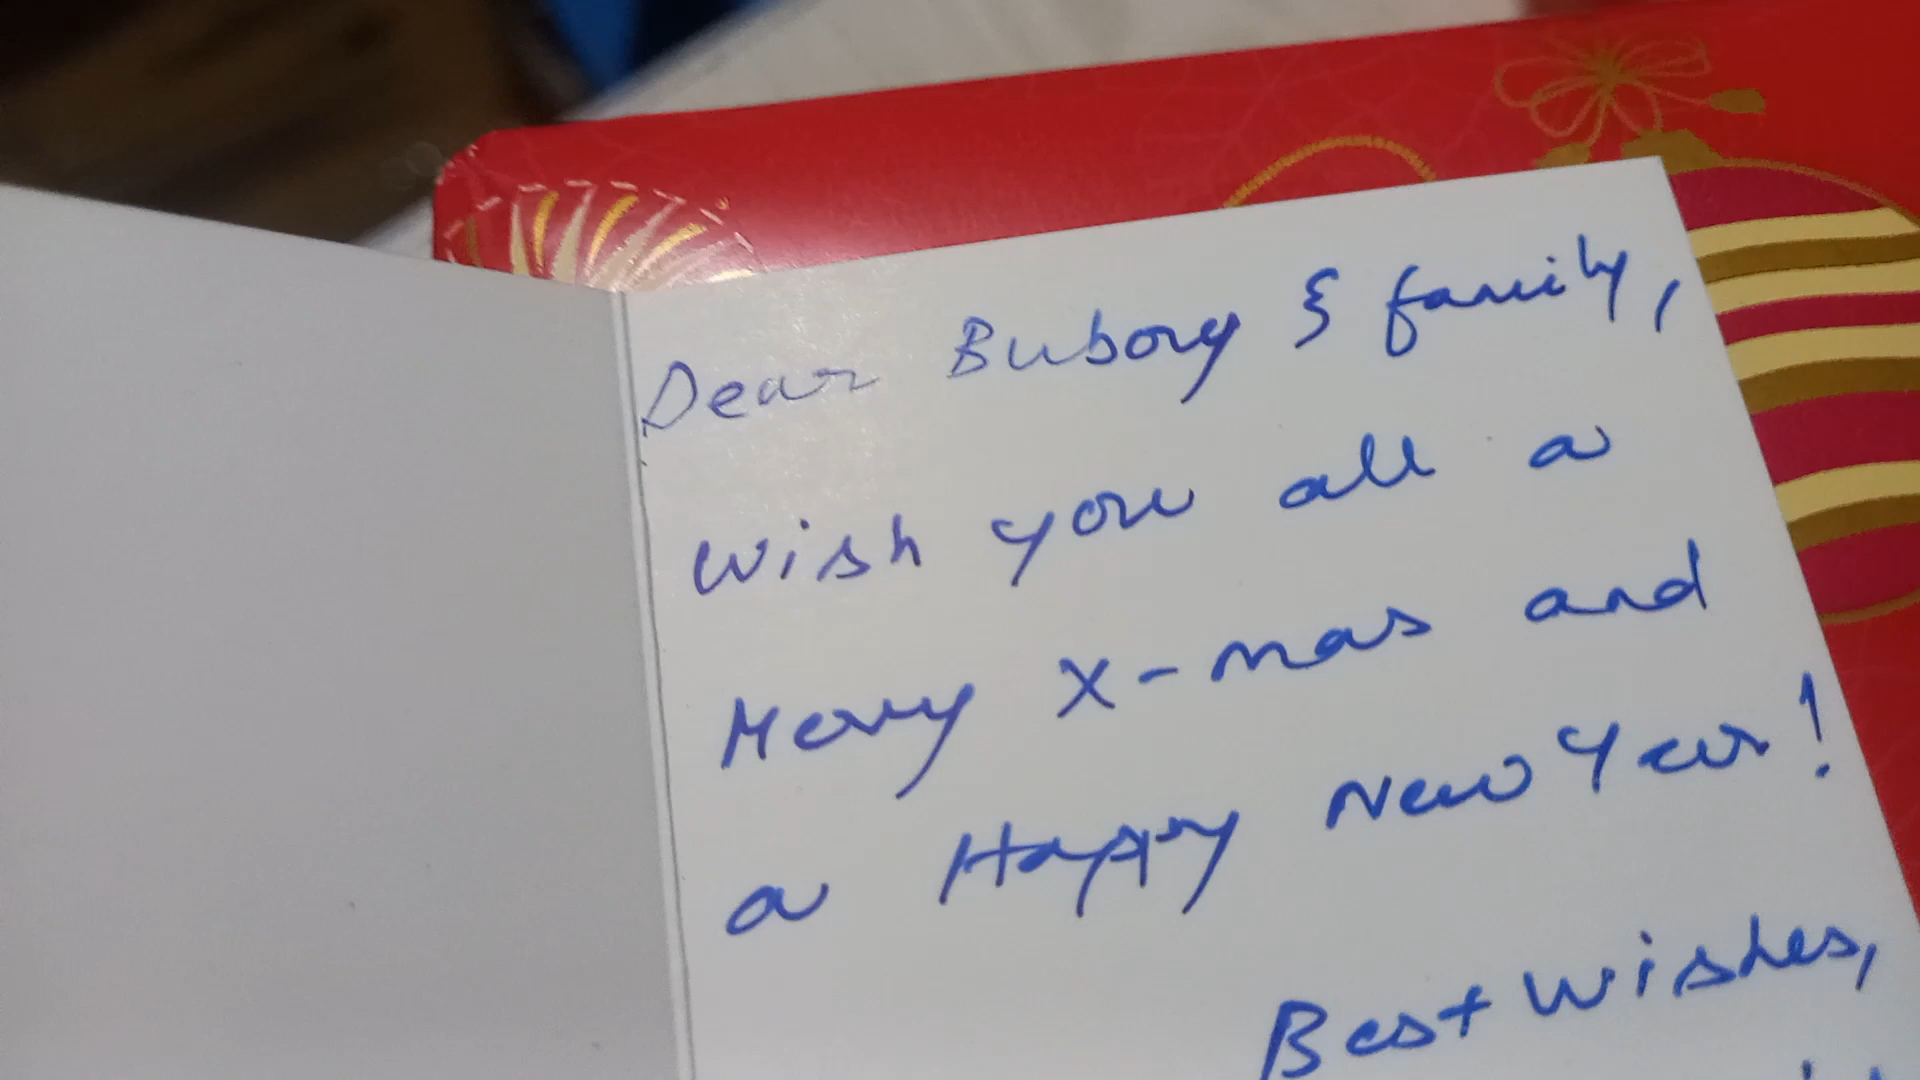 Dear Bubory & family,
Wish you all a
Merry X-mas and
a Happy New Year!
Best Wishes,